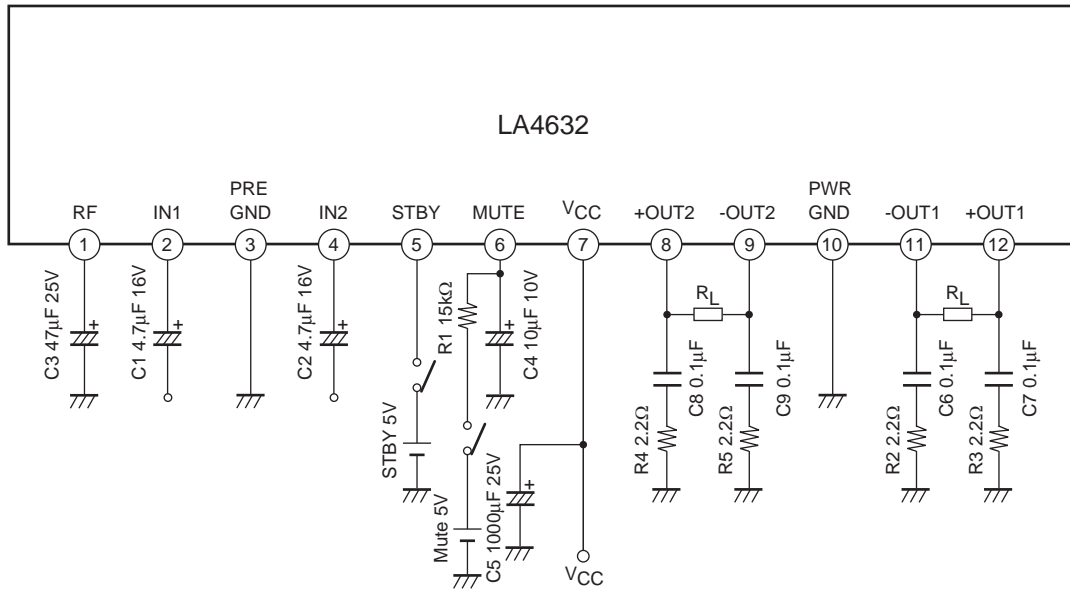 LA4632
RF
IN1
PRE
GND
IN2
STBY
MUTE
VCC
+OUT2
-OUT2
PWR
GND
-OUT1
+OUT1
1
2
3
4
5
6
7
8
9
10
11
12
C3 47μF 25V
C1 4.7μF 16V
C2 4.7μF 16V
R1 15kΩ
C4 10μF 10V
RL
RL
C8 0.1μF
C9 0.1μF
C6 0.1μF
C7 0.1μF
STBY 5V
R4 2.2Ω
R5 2.2Ω
R2 2.2Ω
R3 2.2Ω
Mute 5V
C5 1000μF 25V
VCC
+
+
+
+
+